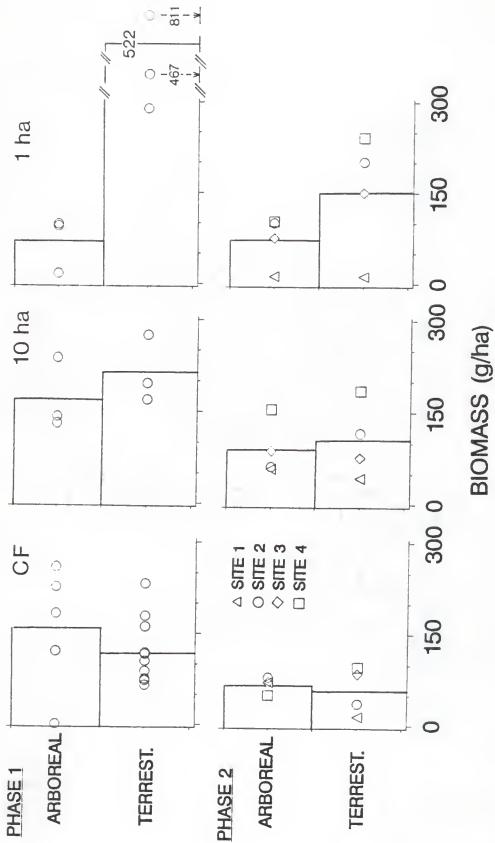 PHASE 1
CF
10 ha
1 ha
ARBOREAL
TERREST.
522
467
811
PHASE 2
ARBOREAL
TERREST.
△ SITE 1
○ SITE 2
◇ SITE 3
□ SITE 4
0 150 300
0 150 300
0 150 300
BIOMASS (g/ha)